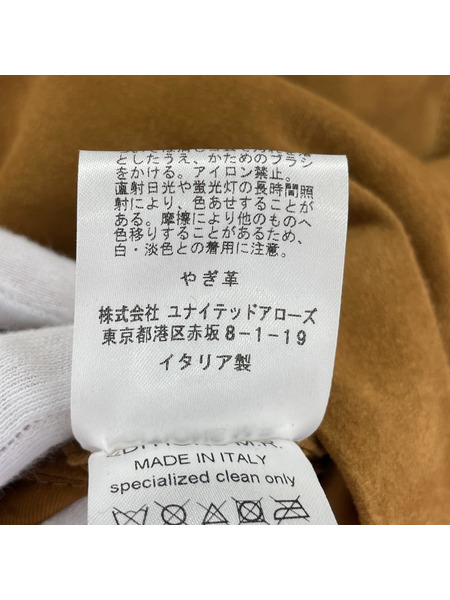 としたうえ、かためのブラシ
をかける。アイロン禁止。
直射日光や蛍光灯の長時間照
射により、色あせすることが
ある。摩擦により他のものへ
色移りすることがあるため、
白・淡色との着用に注意。
やぎ革
株式会社 ユナイテッドアローズ
東京都港区赤坂8-1-19
イタリア製
M.R.
MADE IN ITALY
specialized clean only